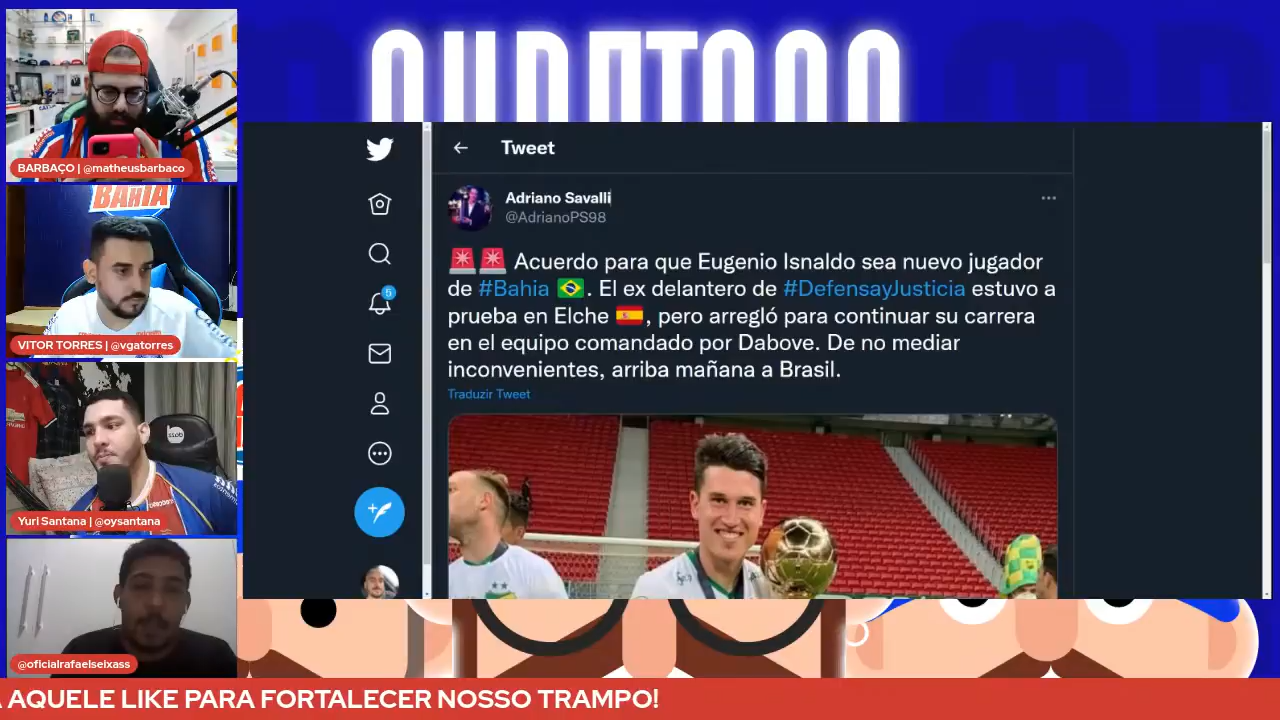 BARBAÇO | @matheusbarbaco
BAHIA
VITOR TORRES | @vgatorres
Yuri Santana | @oysantana
@oficialrafaelseixass
Tweet
Adriano Savalli
@AdrianoPS98
5
🚨🚨 Acuerdo para que Eugenio Isnaldo sea nuevo jugador
de #Bahia 🇧🇷. El ex delantero de #DefensayJusticia estuvo a
prueba en Elche 🇪🇸, pero arregló para continuar su carrera
en el equipo comandado por Dabove. De no mediar
inconvenientes, arriba mañana a Brasil.
Traduzir Tweet
AQUELE LIKE PARA FORTALECER NOSSO TRAMPO!